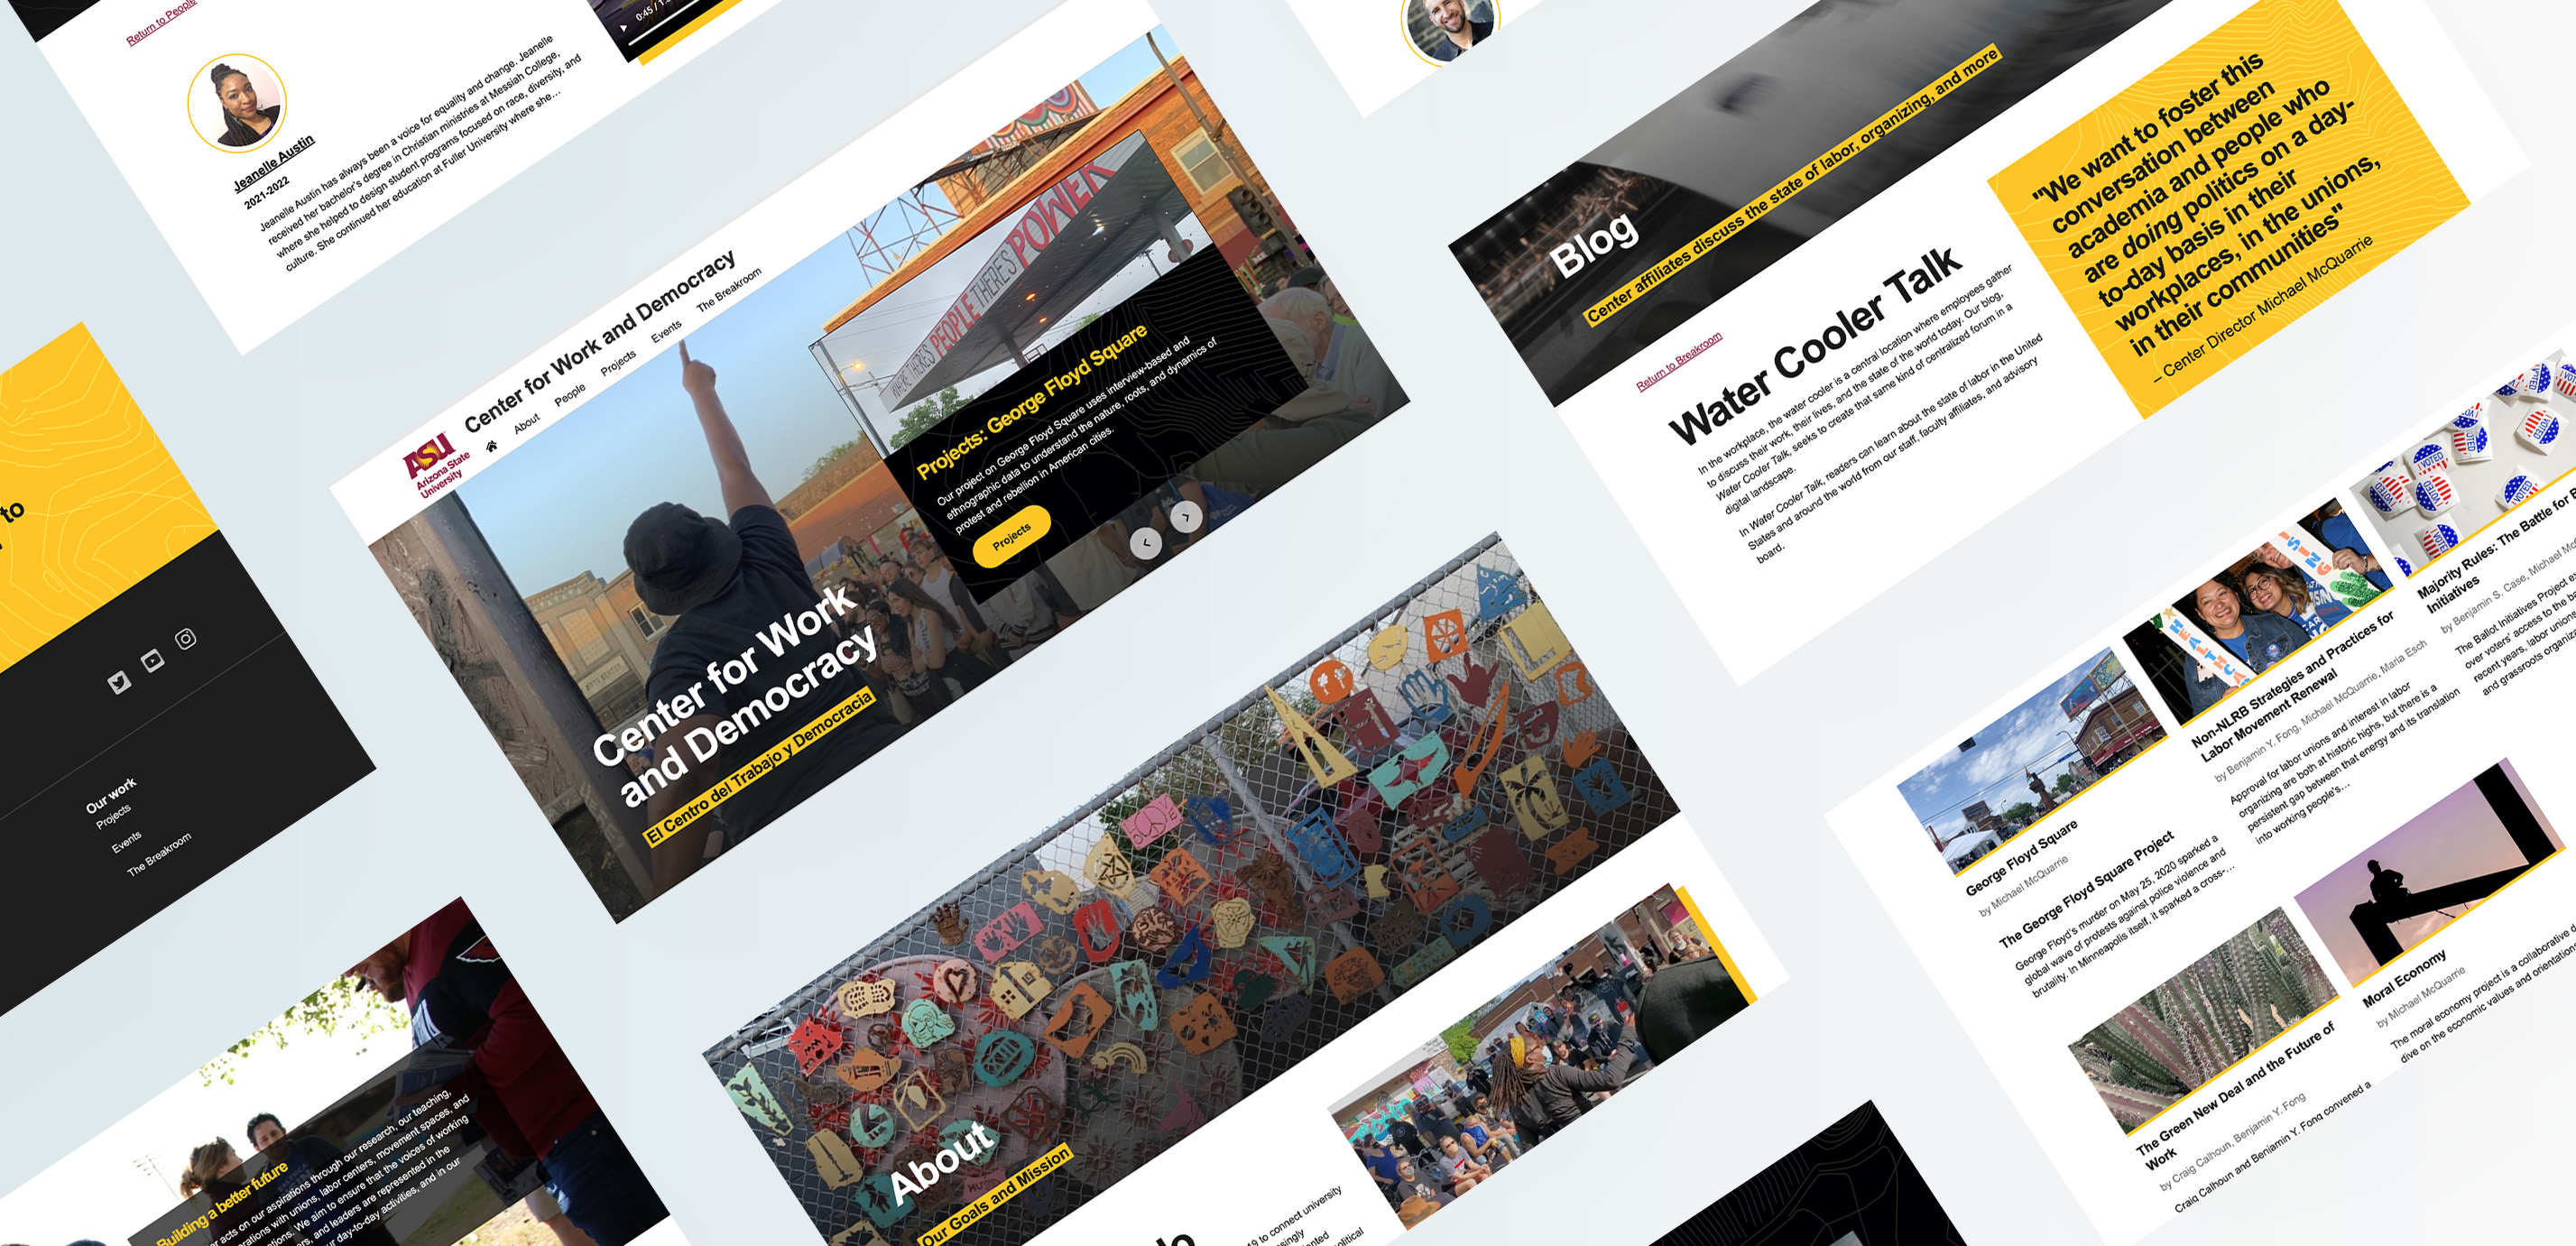 Return to People
0:45
Jeanelle Austin
2021-2022
Jeanelle Austin has always been a voice for equality and change. Jeanelle
received her bachelor's degree in Christian ministries at Messiah College,
where she helped to design student programs focused on race, diversity, and
culture. She continued her education at Fuller University where she...
to
Our work
Projects
Events
The Breakroom
Building a better future
acts on our aspirations through our research, our teaching,
with unions, labor centers, movement spaces, and
We aim to ensure that the voices of working
and leaders are represented in the
day-to-day activities, and in our
ASU
Arizona State
University
Center for Work and Democracy
About
People
Projects
Events
The Breakroom
WHERE THERES PEOPLE THERES POWER
Projects: George Floyd Square
Our project on George Floyd Square uses interview-based and
ethnographic data to understand the nature, roots, and dynamics of
protest and rebellion in American cities.
Projects
Center for Work
and Democracy
El Centro del Trabajo y Democracia
About
Our Goals and Mission
19 to connect university
Blog
Center affiliates discuss the state of labor, organizing, and more
Return to Breakroom
Water Cooler Talk
In the workplace, the water cooler is a central location where employees gather
to discuss their work, their lives, and the state of the world today. Our blog,
Water Cooler Talk, seeks to create that same kind of centralized forum in a
digital landscape.
In Water Cooler Talk, readers can learn about the state of labor in the United
States and around the world from our staff, faculty affiliates, and advisory
board.
"We want to foster this
conversation between
academia and people who
are doing politics on a day-
to-day basis in their
workplaces, in the unions,
in their communities"
– Center Director Michael McQuarrie
George Floyd Square
by Michael McQuarrie
The George Floyd Square Project
George Floyd's murder on May 25, 2020 sparked a
global wave of protests against police violence and
brutality. In Minneapolis itself, it sparked a cross-...
Non-NLRB Strategies and Practices for
Labor Movement Renewal
by Benjamin Y. Fong, Michael McQuarrie, Maria Esch
Approval for labor unions and interest in labor
organizing are both at historic highs, but there is a
persistent gap between that energy and its translation
into working people's...
I VOTED
Majority Rules: The Battle for
Initiatives
by Benjamin S. Case, Michael
The Ballot Initiatives Project
over voters' access to the
recent years, labor unions
and grassroots
The Green New Deal and the Future of
Work
by Craig Calhoun, Benjamin Y. Fong
Craig Calhoun and Benjamin Y. Fong convened a
Moral Economy
by Michael McQuarrie
The moral economy project is a collaborative
dive on the economic values and